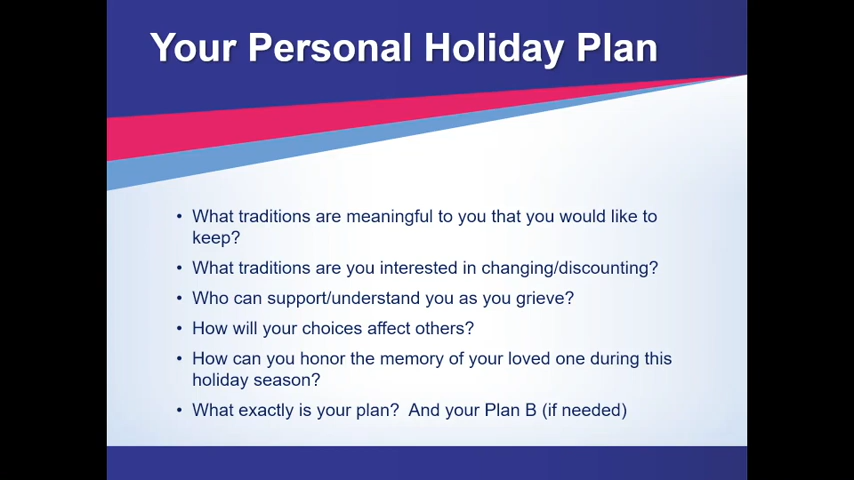 Your Personal Holiday Plan
• What traditions are meaningful to you that you would like to
keep?
• What traditions are you interested in changing/discounting?
• Who can support/understand you as you grieve?
• How will your choices affect others?
• How can you honor the memory of your loved one during this
holiday season?
• What exactly is your plan?  And your Plan B (if needed)